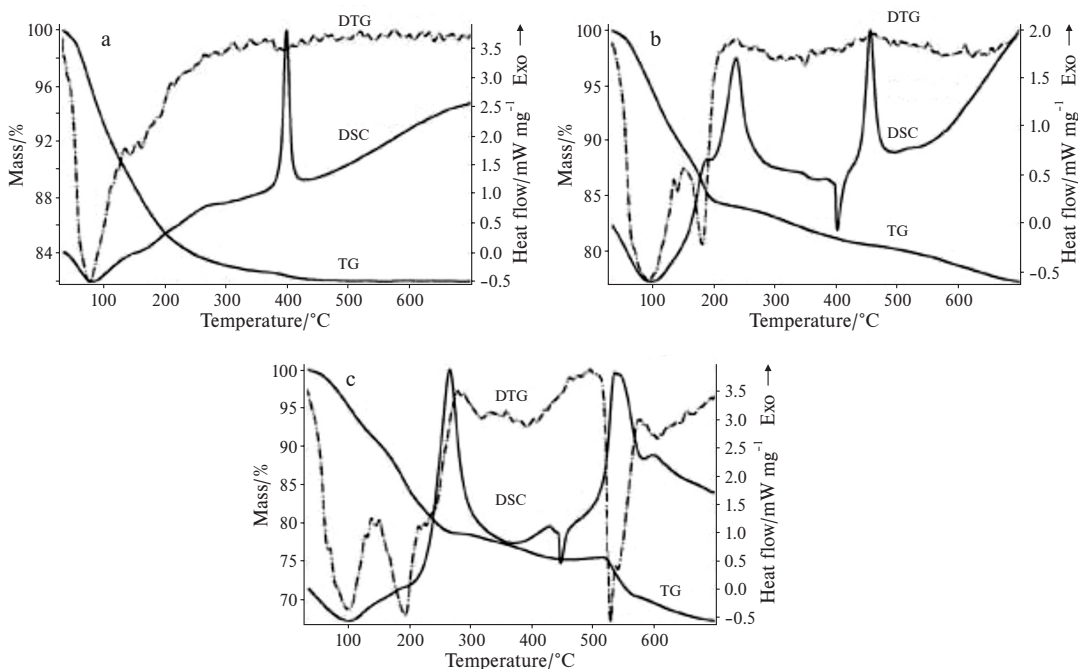 a
DTG
DSC
TG
100
96
92
88
84
82
Mass/%
3.5
3.0
2.5
2.0
1.5
1.0
0.5
0.0
−0.5
Heat flow/mW mg−1 Exo →
100 200 300 400 500 600
Temperature/°C
b
DTG
DSC
TG
100
95
90
85
80
Mass/%
2.0
1.5
1.0
0.5
0.0
−0.5
Heat flow/mW mg−1 Exo →
100 200 300 400 500 600
Temperature/°C
c
DTG
DSC
TG
100
95
90
85
80
75
70
Mass/%
3.5
3.0
2.5
2.0
1.5
1.0
0.5
0.0
−0.5
Heat flow/mW mg−1 Exo →
100 200 300 400 500 600
Temperature/°C